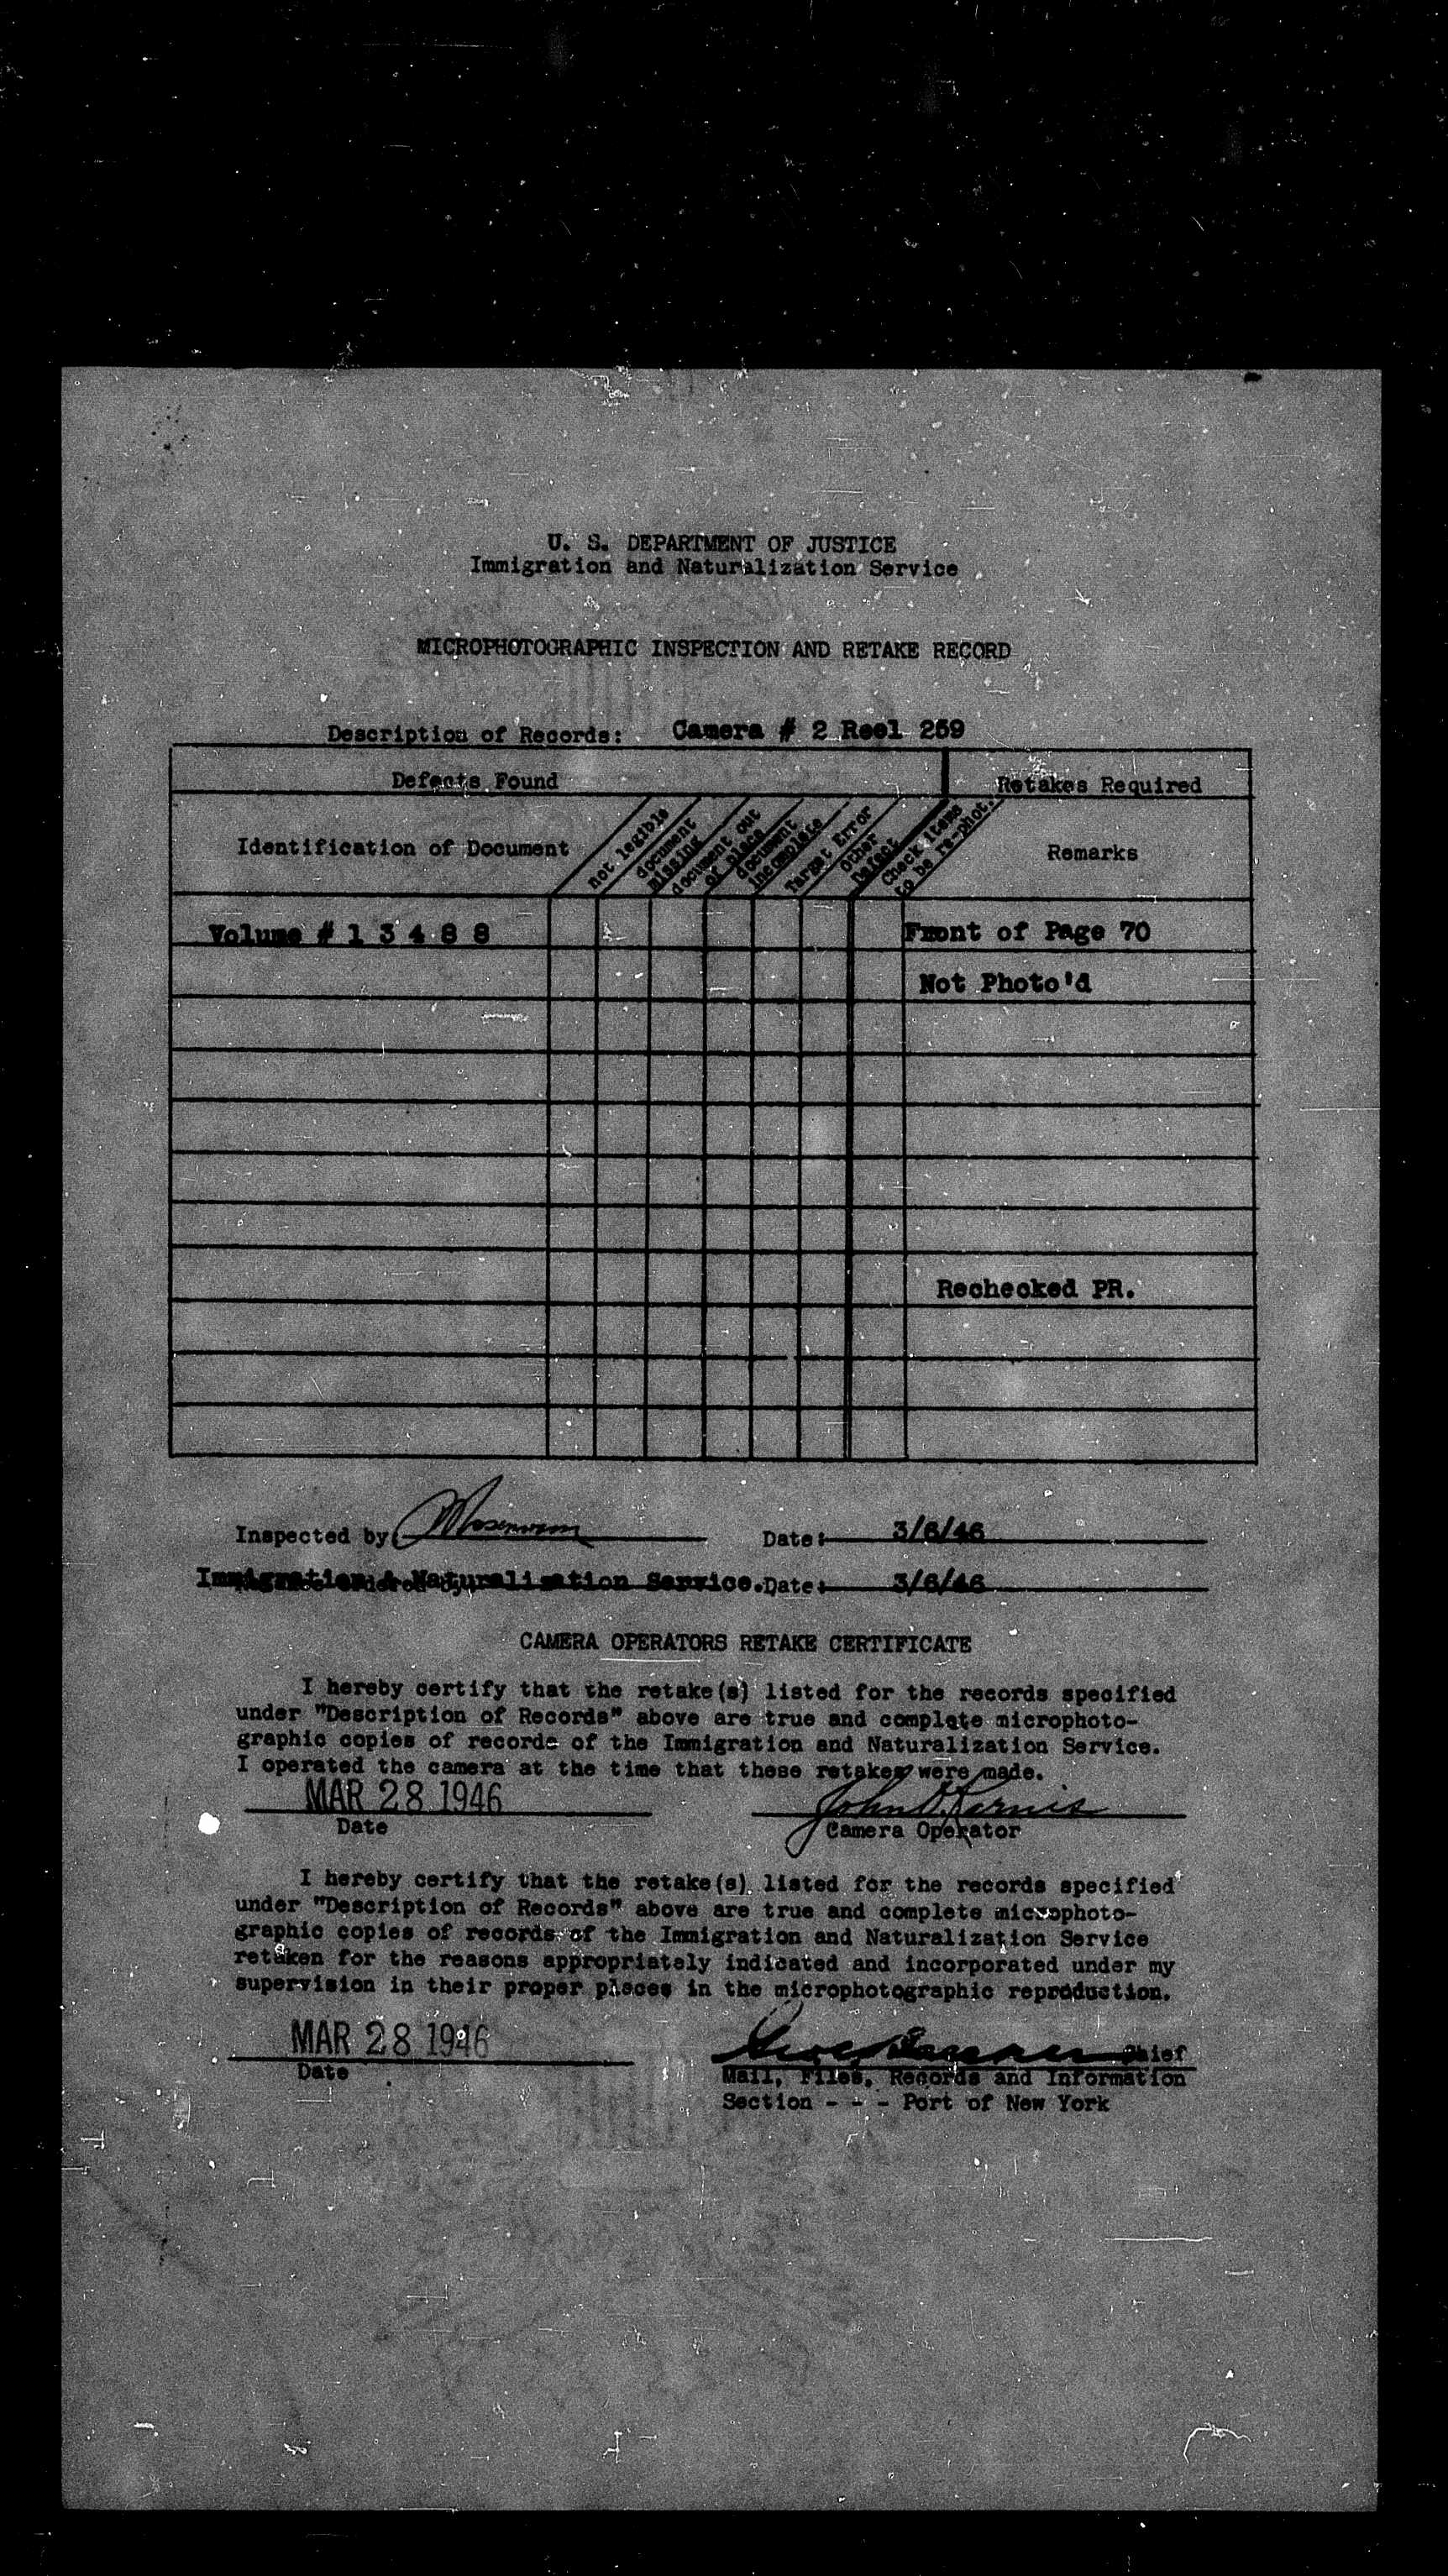 U. S. DEPARTMENT OF JUSTICE
Immigration and Naturalization Service
MICROPHOTOGRAPHIC INSPECTION AND RETAKE RECORD
Description of Records: Camera # 2 Reel 259
Defects Found
Retakes Required
Identification of Document
not legible
document missing
document out of place
document incomplete
Target Error
Other Defect
Check items to be re-phot.
Remarks
Volume # 1 3 4 8 8
Front of Page 70
Not Photo'd
Rechecked PR.
Inspected by:
Date: 3/6/46
Immigration & Naturalization Service. Date: 3/6/46
CAMERA OPERATORS RETAKE CERTIFICATE
I hereby certify that the retake(s) listed for the records specified
under "Description of Records" above are true and complete microphoto-
graphic copies of records of the Immigration and Naturalization Service.
I operated the camera at the time that these retakes were made.
MAR 28 1946
John
Date
Camera Operator
I hereby certify that the retake(s) listed for the records specified
under "Description of Records" above are true and complete microphoto-
graphic copies of records of the Immigration and Naturalization Service
retaken for the reasons appropriately indicated and incorporated under my
supervision in their proper places in the microphotographic reproduction.
MAR 28 1946
Chief
Date
Mail, Files, Records and Information
Section - - - Port of New York